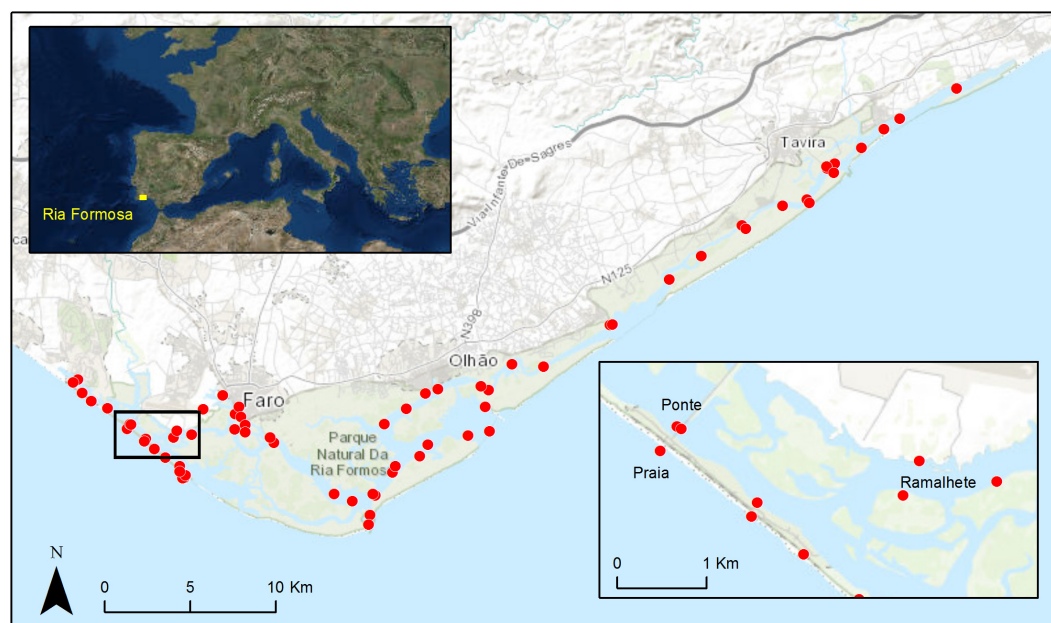 Ria Formosa
Tavira
Via Infante De Sagres
N125
N398
Olhão
Faro
Parque
Natural Da
Ria Formosa
Ponte
Praia
Ramalhete
0
1 Km
N
0
5
10 Km